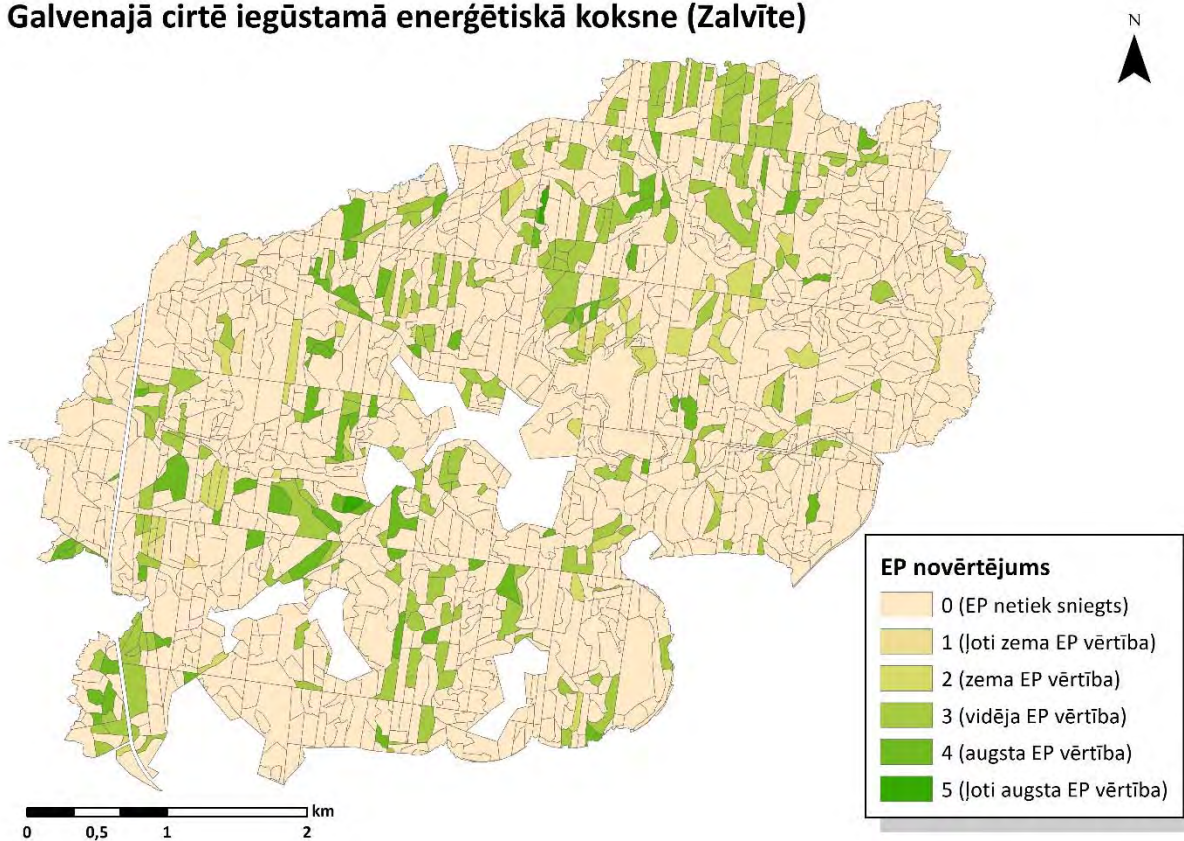 Galvenajā cirtē iegūstamā enerģētiskā koksne (Zalvīte)
N
EP novērtējums
0 (EP netiek sniegts)
1 (ļoti zema EP vērtība)
2 (zema EP vērtība)
3 (vidēja EP vērtība)
4 (augsta EP vērtība)
5 (ļoti augsta EP vērtība)
km
0 0,5 1 2